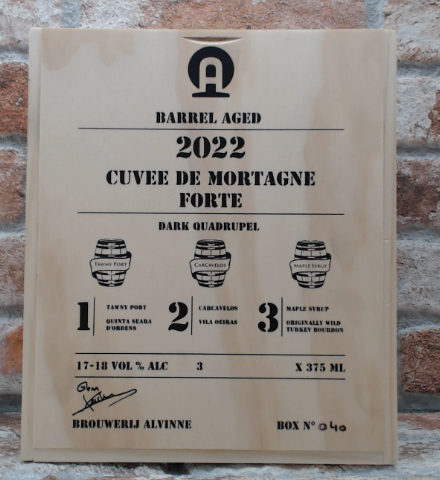 A
BARREL AGED
2022
CUVEE DE MORTAGNE
FORTE
DARK QUADRUPEL
TAWNY PORT
CARCAVELOS
MAPLE SYRUP
1 TAWNY PORT
QUINTA SEARA
D'ORDENS
2 CARCAVELOS
VILA OEIRAS
3 MAPLE SYRUP
ORIGINALLY WILD
TURKEY BOURBON
17-18 VOL % ALC 3 X 375 ML
BROUWERIJ ALVINNE BOX N° 040